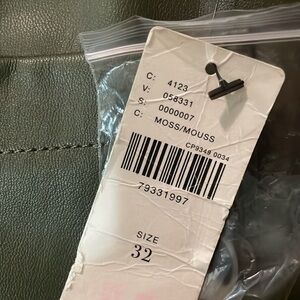 C: 4123
V: 058331
S: 0000007
C: MOSS/MOUSS
CP9348 0034
79331997
SIZE
32